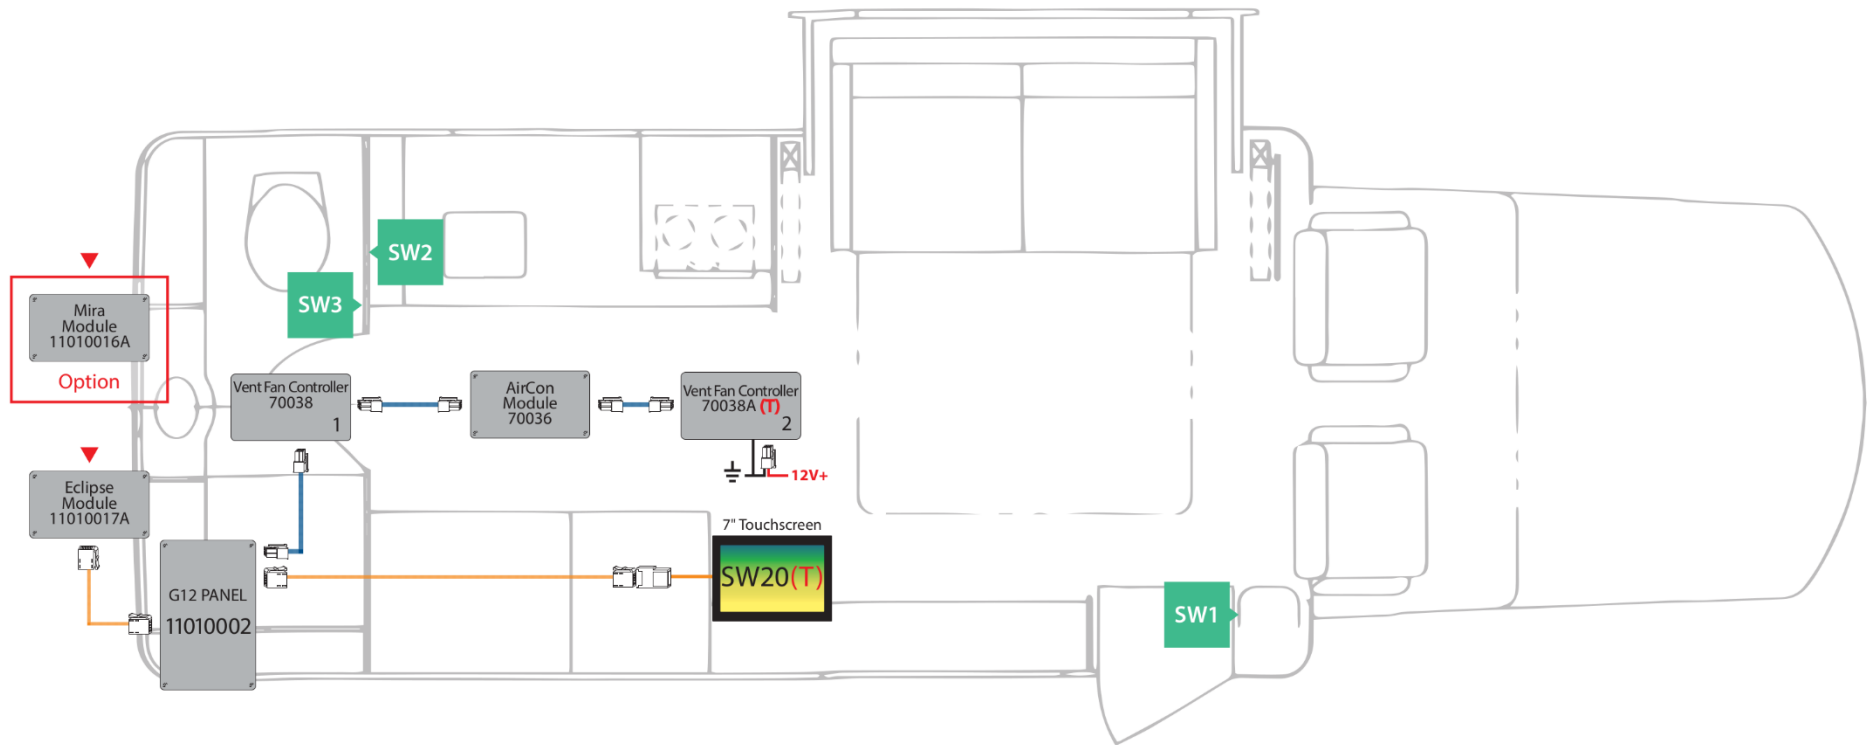 SW2
SW3
Mira
Module
11010016A
Option
Vent Fan Controller
70038
1
AirCon
Module
70036
Vent Fan Controller
70038A (T)
2
12V+
Eclipse
Module
11010017A
7" Touchscreen
SW20(T)
G12 PANEL
11010002
SW1